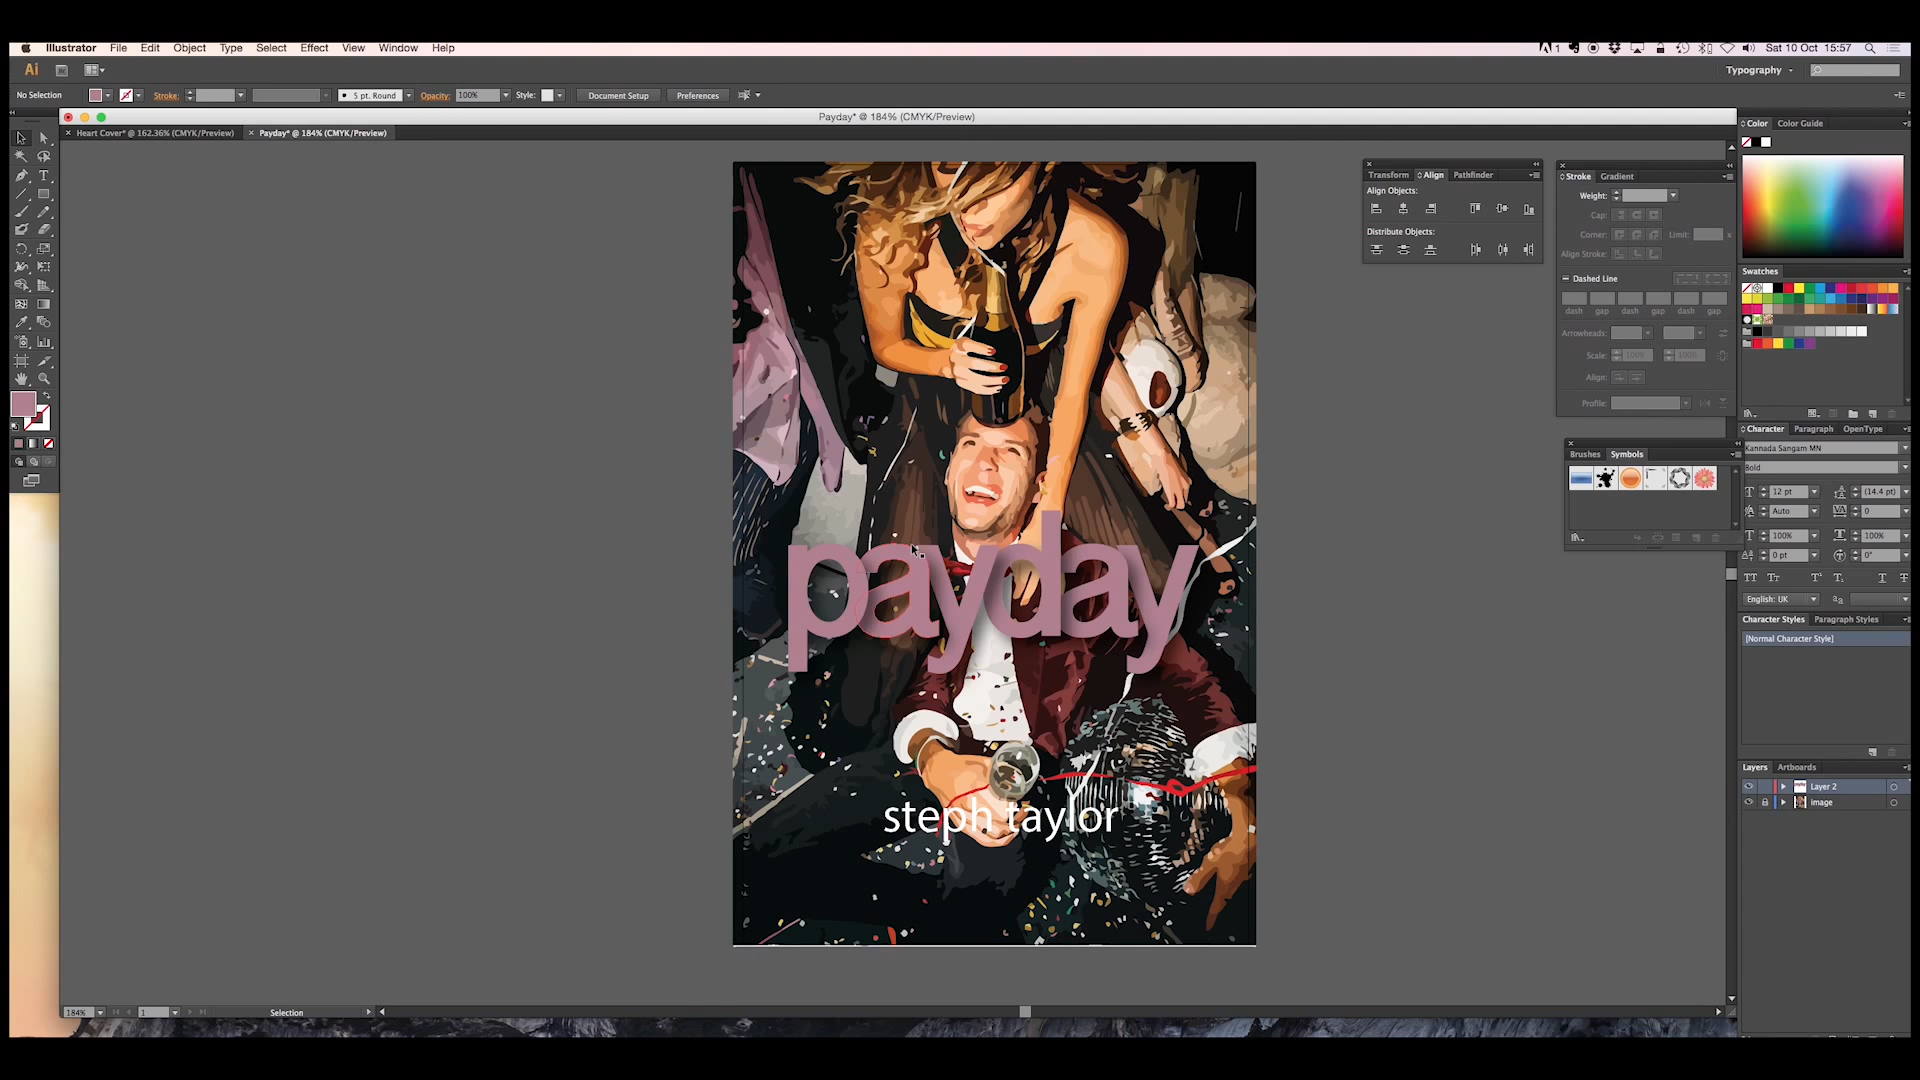 Illustrator File Edit Object Type Select Effect View Window Help
1 Sat 10 Oct 15:57
Ai Br Typography
No Selection Stroke: 5 pt. Round Opacity: 100% Style: Document Setup Preferences
Payday* @ 184% (CMYK/Preview)
Heart Cover* @ 162.36% (CMYK/Preview) Payday* @ 184% (CMYK/Preview)
Color Color Guide
Transform Align Pathfinder
Align Objects:
Distribute Objects:
Stroke Gradient
Weight:
Cap:
Corner: Limit: x
Align Stroke:
Dashed Line
dash gap dash gap dash gap
Arrowheads:
Scale: 100% 100%
Align:
Profile:
Swatches
Brushes Symbols
Character Paragraph OpenType
Kannada Sangam MN
Bold
12 pt (14.4 pt)
Auto 0
100% 100%
0 pt 0°
English: UK
Character Styles Paragraph Styles
[Normal Character Style]
Layers Artboards
Layer 2
image
payday
steph taylor
184% 1 Selection